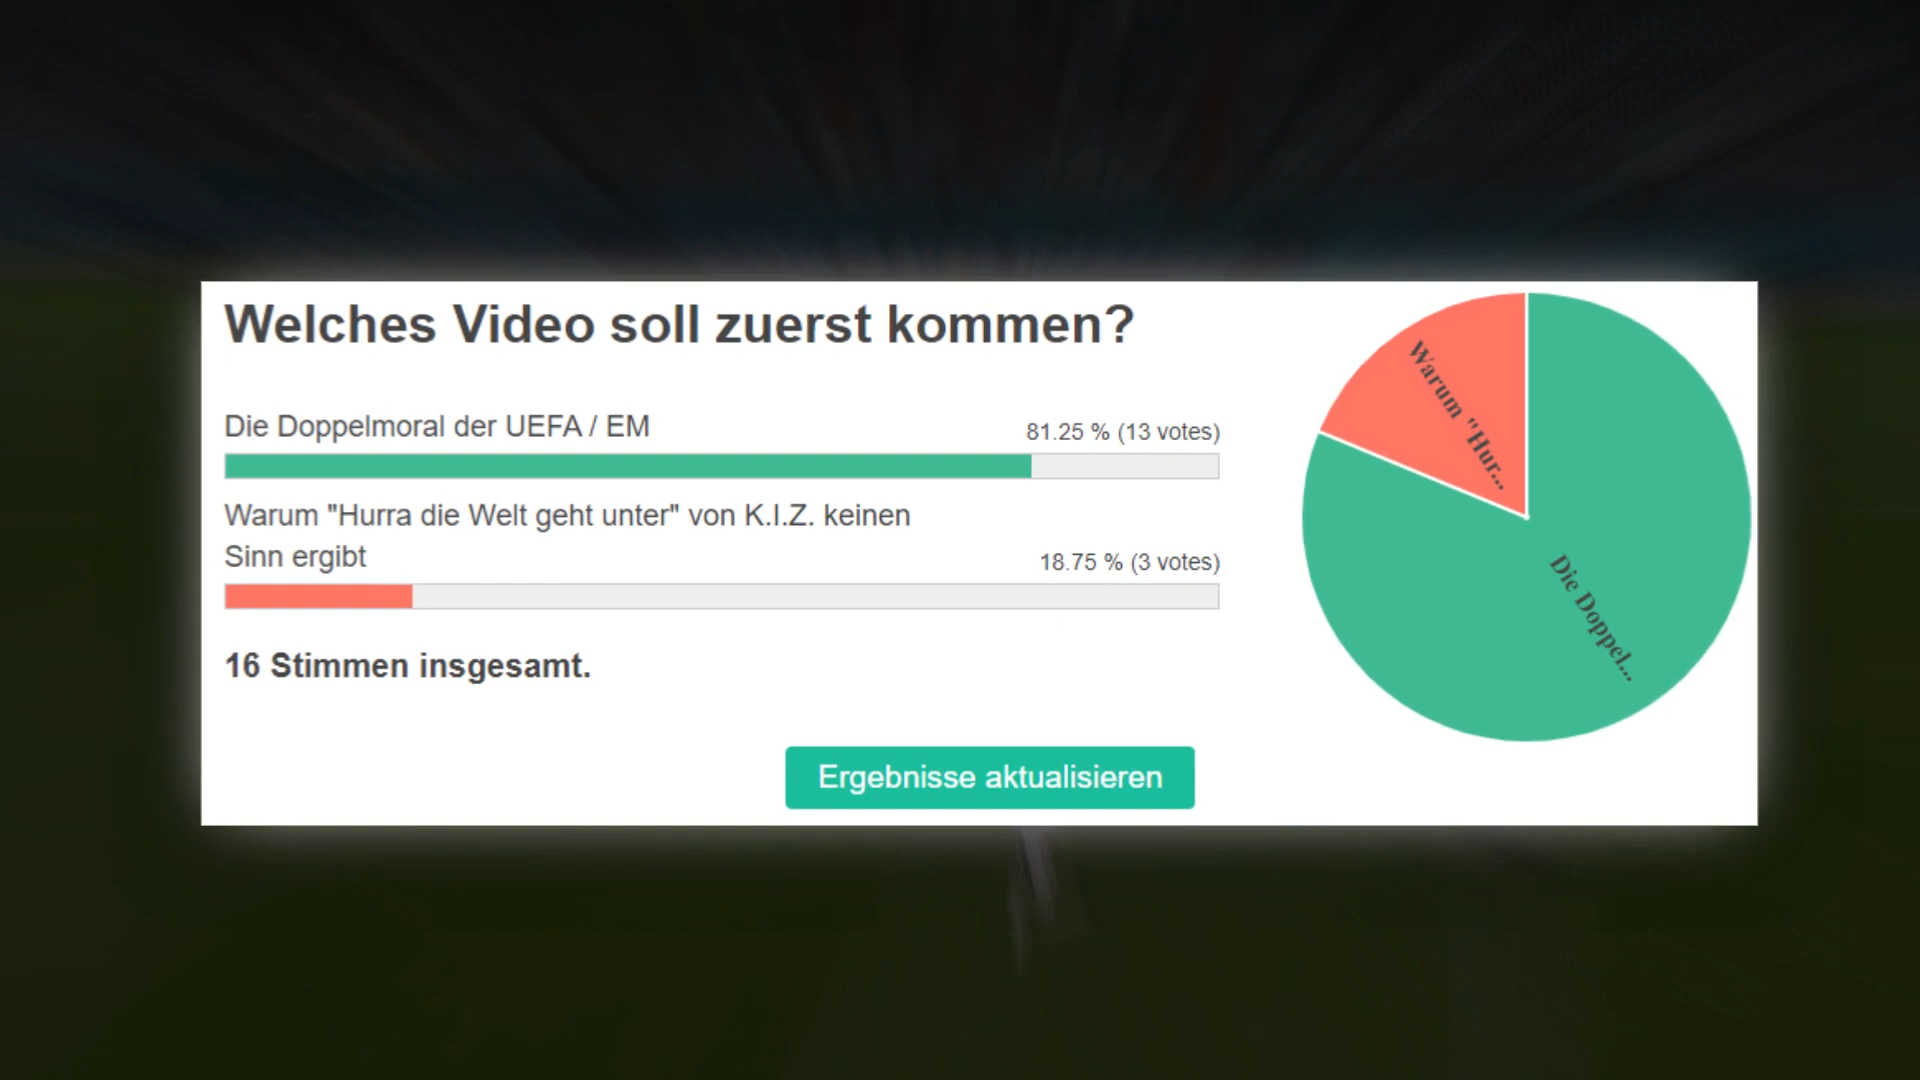 Welches Video soll zuerst kommen?
Die Doppelmoral der UEFA / EM
81.25 % (13 votes)
Warum "Hurra die Welt geht unter" von K.I.Z. keinen
Sinn ergibt
18.75 % (3 votes)
16 Stimmen insgesamt.
Ergebnisse aktualisieren
Warum "Hur...
Die Doppel...